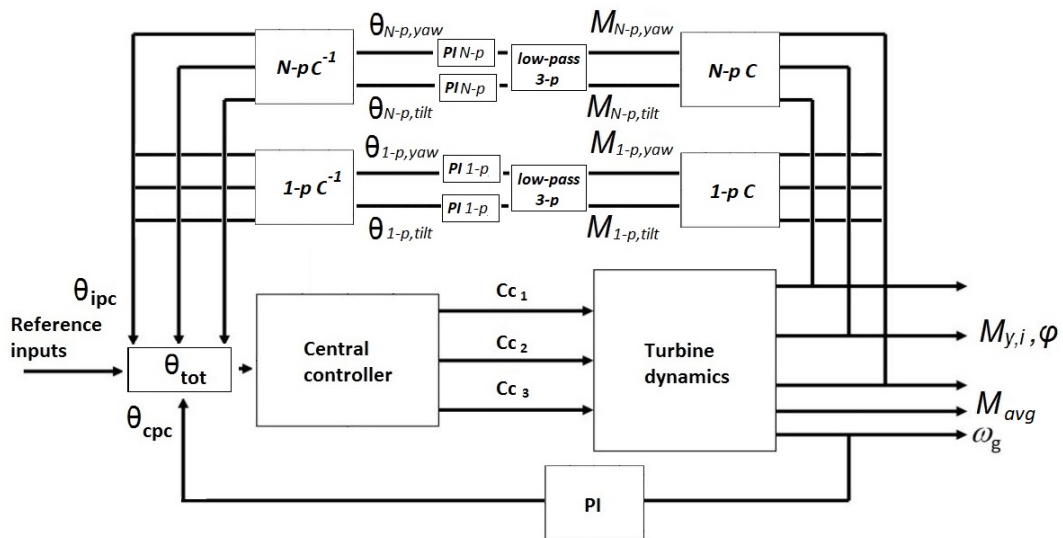 θN-p,yaw
MN-p,yaw
N-p C-1
PI N-p
low-pass
3-p
N-p C
PI N-p
θN-p,tilt
MN-p,tilt
θ1-p,yaw
M1-p,yaw
1-p C-1
PI 1-p
low-pass
3-p
1-p C
PI 1-p
θ1-p,tilt
M1-p,tilt
θipc
Reference
inputs
θtot
θcpc
Central
controller
Cc 1
Cc 2
Cc 3
Turbine
dynamics
My,i ,φ
Mavg
ωg
PI